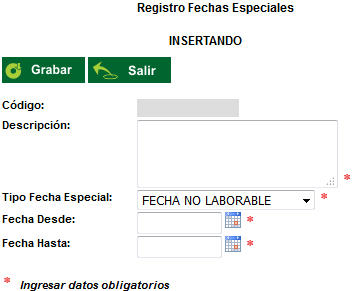 Registro Fechas Especiales
INSERTANDO
Grabar Salir
Código:
Descripción:
*
Tipo Fecha Especial: FECHA NO LABORABLE *
Fecha Desde: *
Fecha Hasta: *
* Ingresar datos obligatorios